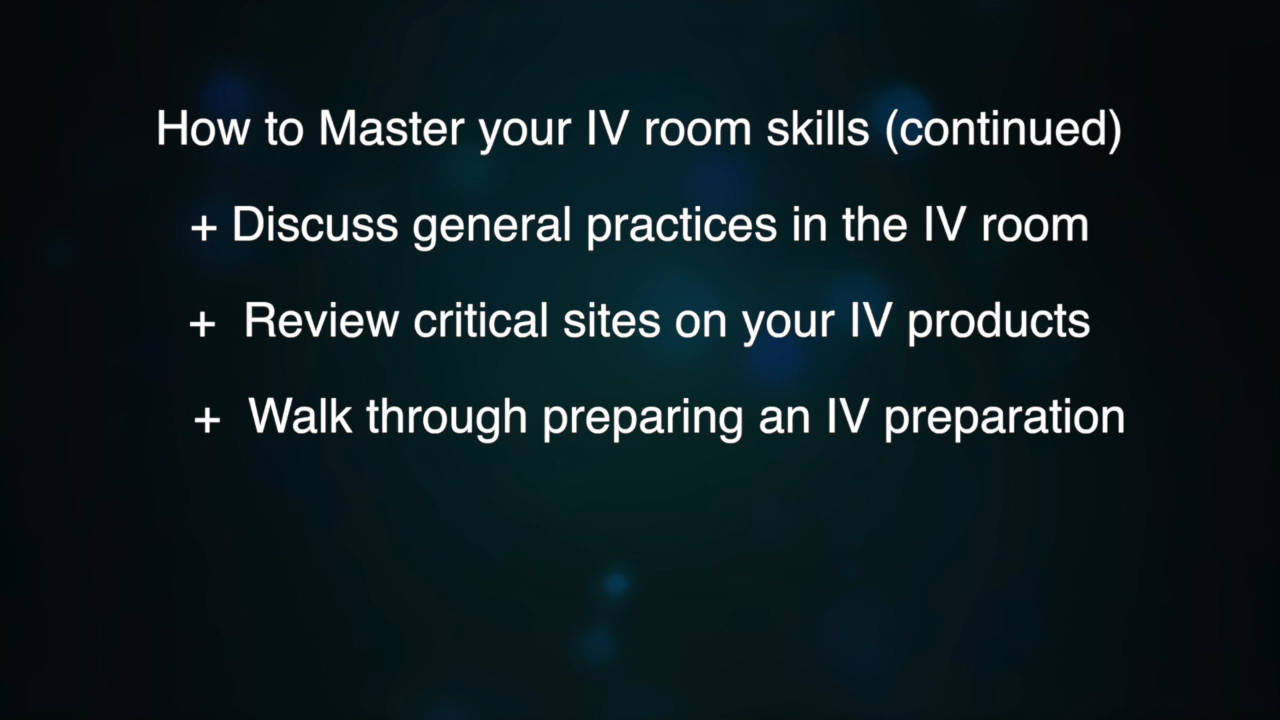 How to Master your IV room skills (continued)
+ Discuss general practices in the IV room
+ Review critical sites on your IV products
+ Walk through preparing an IV preparation